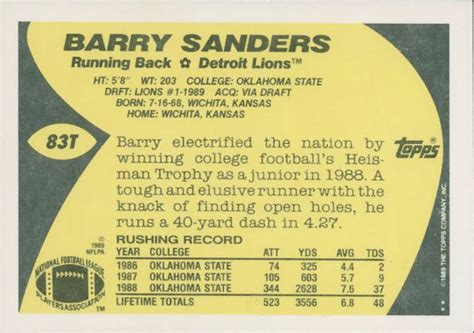 BARRY SANDERS
Running Back ✪ Detroit Lions™
HT: 5'8" WT: 203 COLLEGE: OKLAHOMA STATE
DRFT: LIONS #1-1989 ACQ: VIA DRAFT
BORN: 7-16-68, WICHITA, KANSAS
HOME: WICHITA, KANSAS
83T
topps
Barry electrified the nation by
winning college football's Heis-
man Trophy as a junior in 1988. A
tough and elusive runner with the
knack of finding open holes, he
runs a 40-yard dash in 4.27.
RUSHING RECORD
YEAR COLLEGE ATT YDS AVG TDS
1986 OKLAHOMA STATE 74 325 4.4 2
1987 OKLAHOMA STATE 105 603 5.7 9
1988 OKLAHOMA STATE 344 2628 7.6 37
LIFETIME TOTALS 523 3556 6.8 48
© 1989 NFLPA
NATIONAL FOOTBALL LEAGUE
PLAYERS ASSOCIATION
** ©1989 THE TOPPS COMPANY, INC.